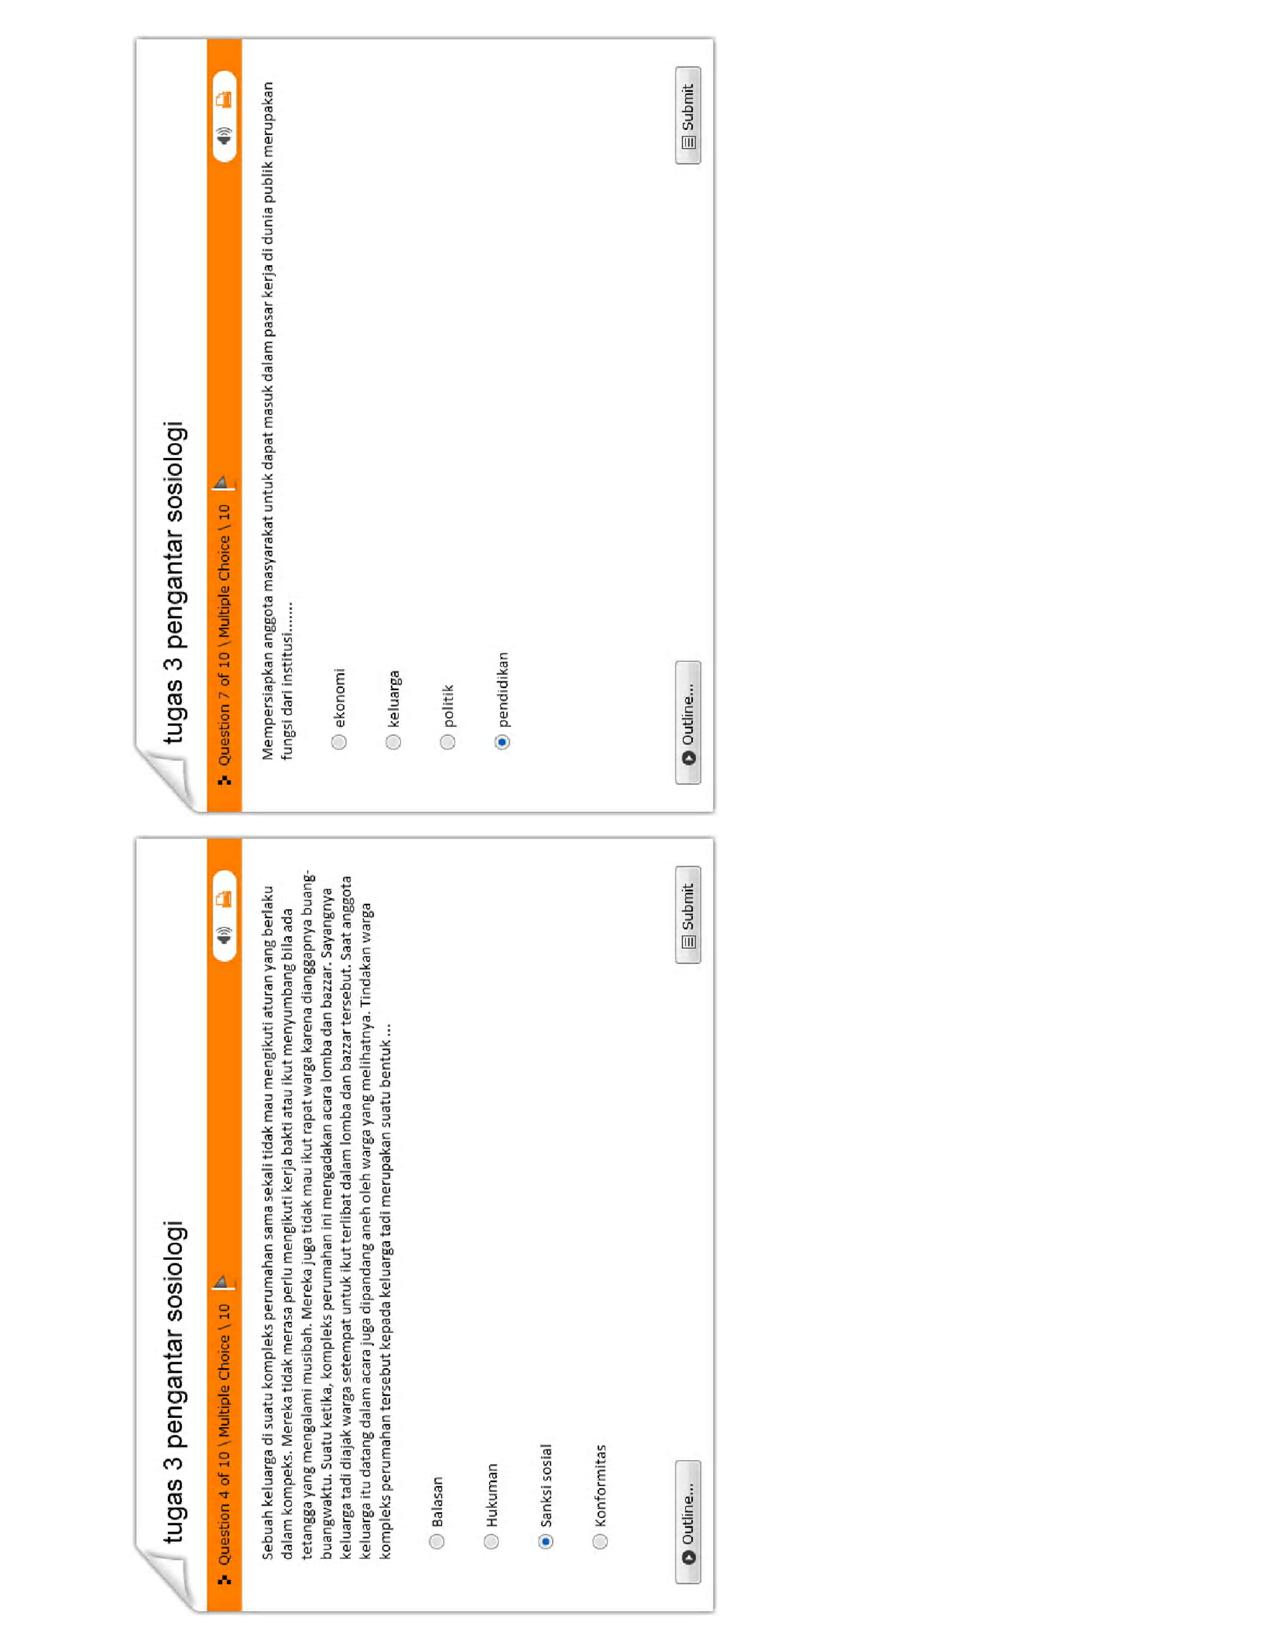 tugas 3 pengantar sosiologi
Question 4 of 10 \ Multiple Choice \ 10
Sebuah keluarga di suatu kompleks perumahan sama sekali tidak mau mengikuti aturan yang berlaku
dalam kompeks. Mereka tidak merasa perlu mengikuti kerja bakti atau ikut menyumbang bila ada
tetangga yang mengalami musibah. Mereka juga tidak mau ikut rapat warga karena dianggapnya buang-
buangwaktu. Suatu ketika, kompleks perumahan ini mengadakan acara lomba dan bazzar. Sayangnya
keluarga tadi diajak warga setempat untuk ikut terlibat dalam lomba dan bazzar tersebut. Saat anggota
keluarga itu datang dalam acara juga dipandang aneh oleh warga yang melihatnya. Tindakan warga
kompleks perumahan tersebut kepada keluarga tadi merupakan suatu bentuk ...
Balasan
Hukuman
Sanksi sosial
Konformitas
Outline...
Submit
tugas 3 pengantar sosiologi
Question 7 of 10 \ Multiple Choice \ 10
Mempersiapkan anggota masyarakat untuk dapat masuk dalam pasar kerja di dunia publik merupakan
fungsi dari institusi.......
ekonomi
keluarga
politik
pendidikan
Outline...
Submit